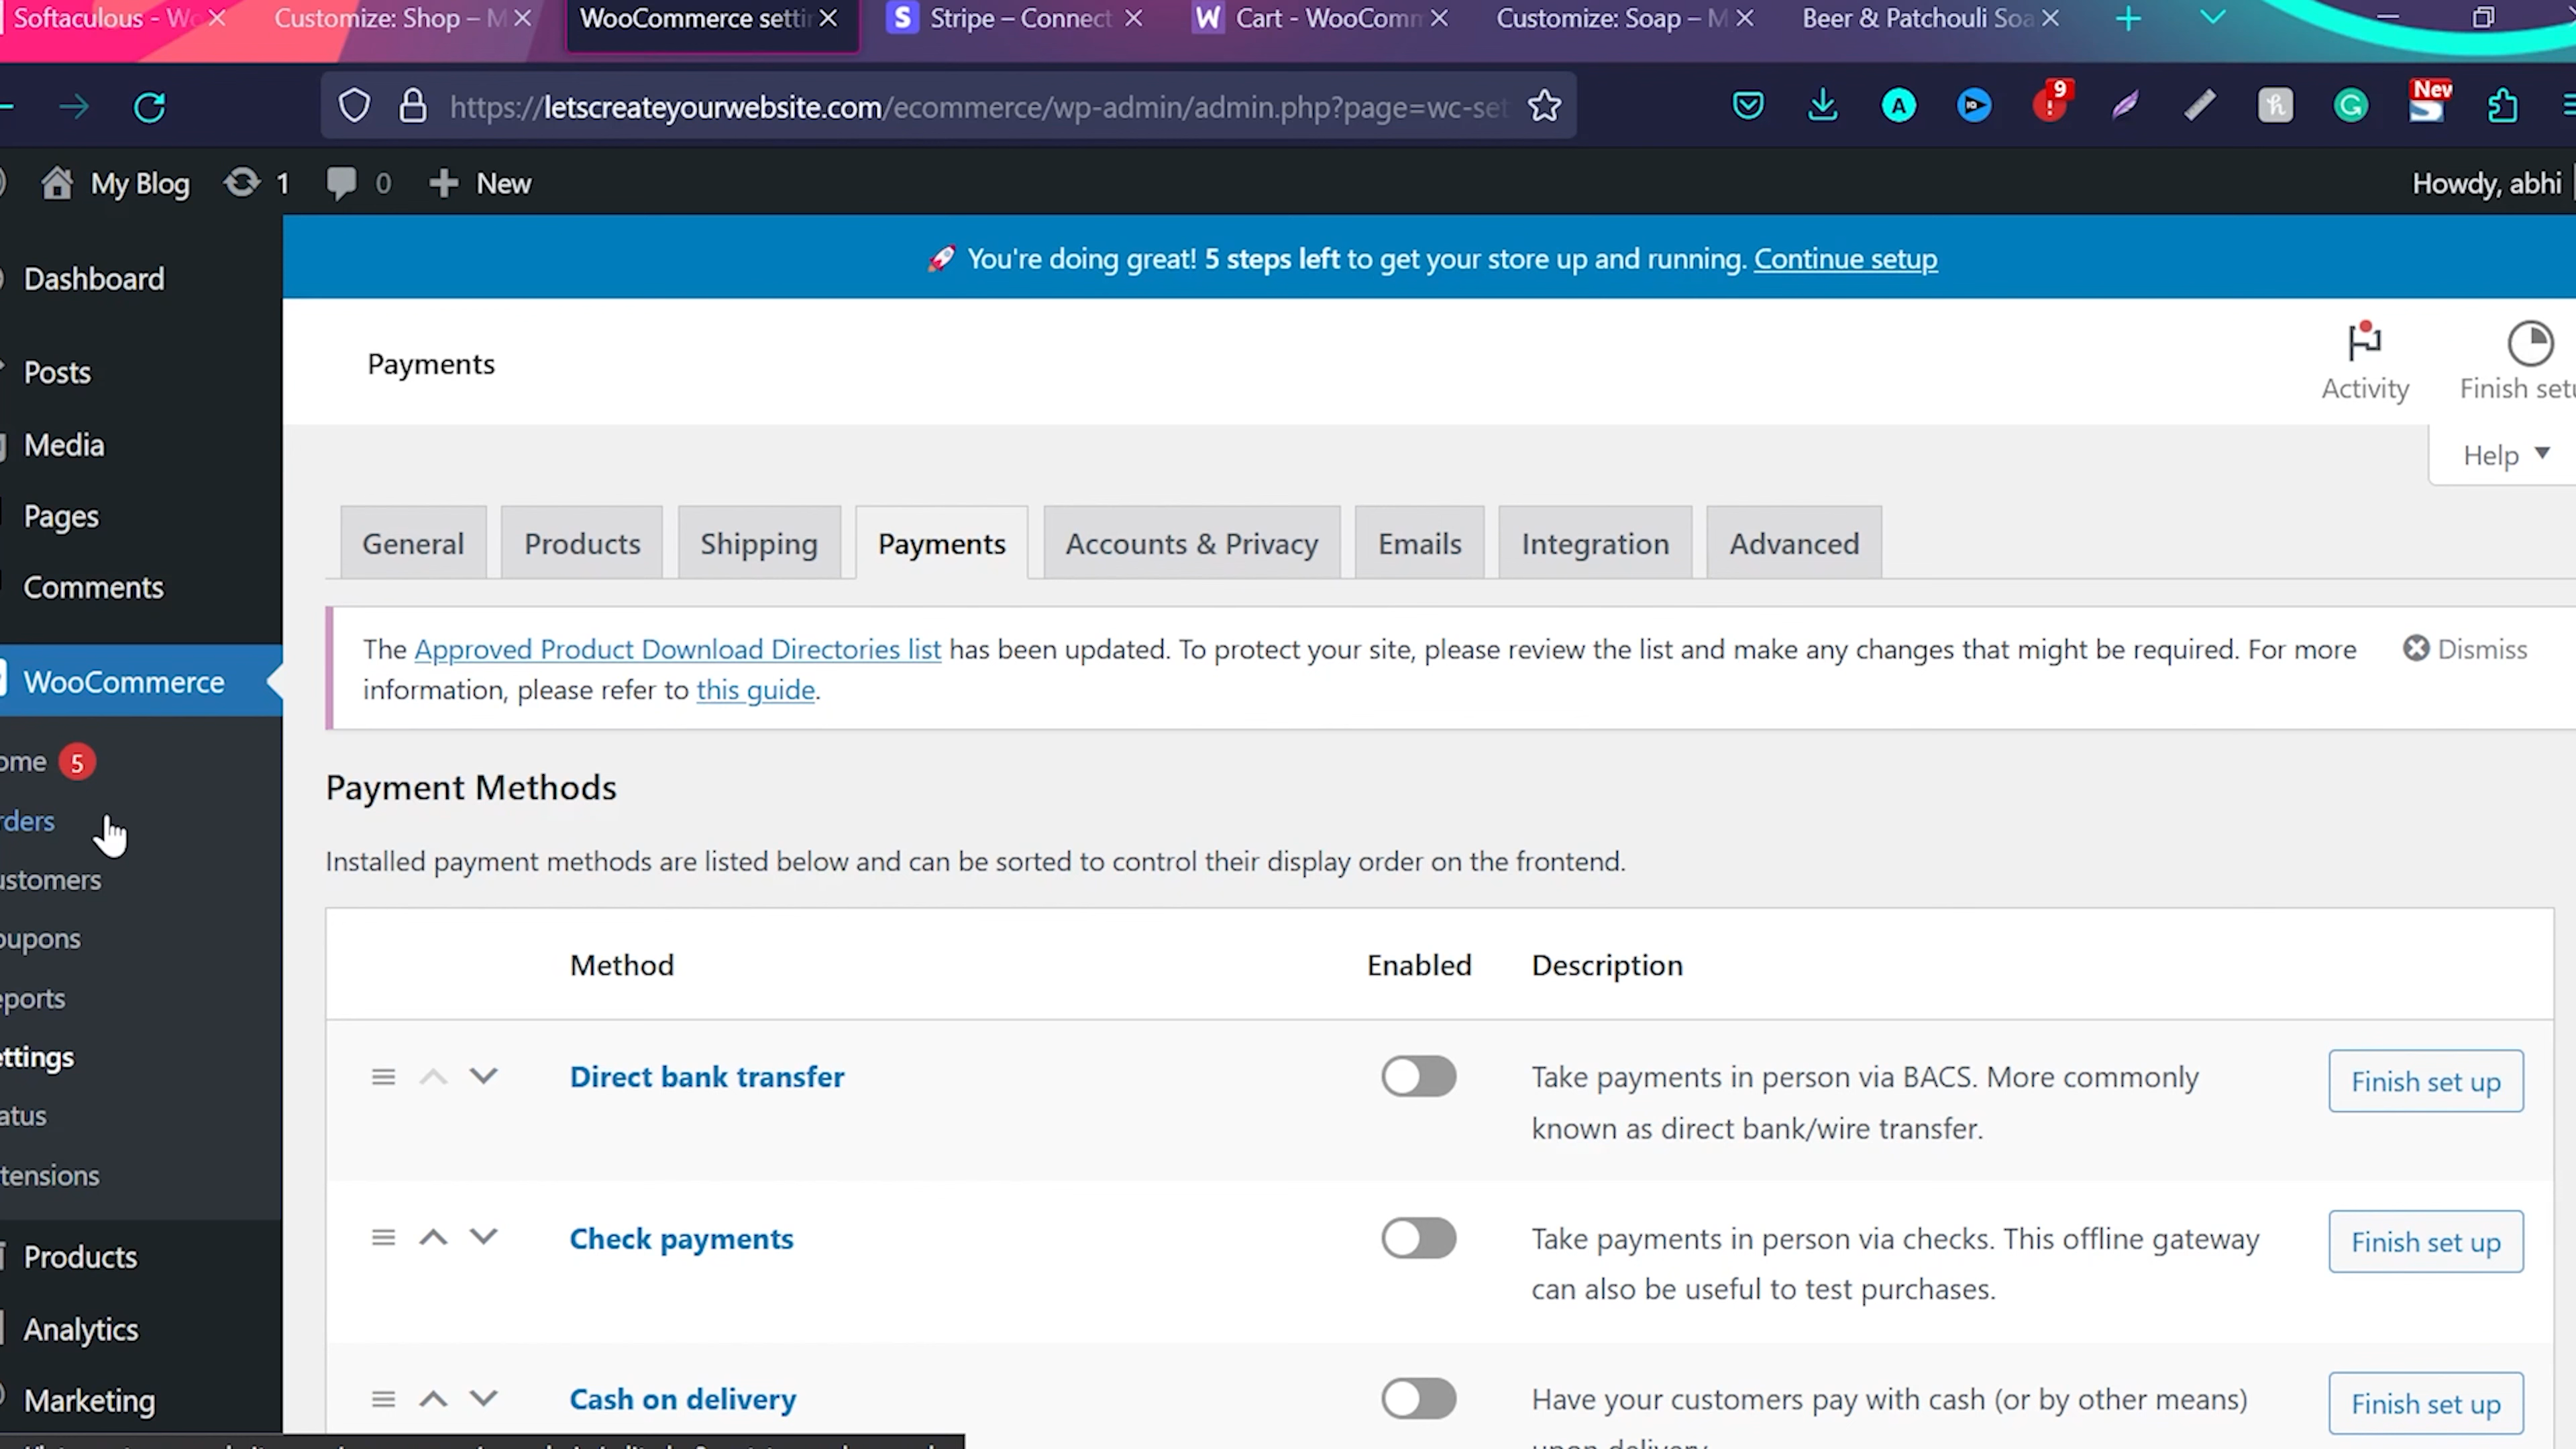 Softaculous - Wo
Customize: Shop – M
WooCommerce setti
Stripe – Connect
Cart - WooComm
Customize: Soap – M
Beer & Patchouli Soa
https://letscreateyourwebsite.com/ecommerce/wp-admin/admin.php?page=wc-set
9
New
My Blog
1
0
New
Howdy, abhi
Dashboard
Posts
Media
Pages
Comments
WooCommerce
ome 5
rders
ustomers
oupons
eports
ettings
atus
tensions
Products
Analytics
Marketing
You're doing great! 5 steps left to get your store up and running. Continue setup
Payments
Activity
Finish setu
Help
General
Products
Shipping
Payments
Accounts & Privacy
Emails
Integration
Advanced
The Approved Product Download Directories list has been updated. To protect your site, please review the list and make any changes that might be required. For more
information, please refer to this guide.
Dismiss
Payment Methods
Installed payment methods are listed below and can be sorted to control their display order on the frontend.
Method
Enabled
Description
Direct bank transfer
Take payments in person via BACS. More commonly
known as direct bank/wire transfer.
Finish set up
Check payments
Take payments in person via checks. This offline gateway
can also be useful to test purchases.
Finish set up
Cash on delivery
Have your customers pay with cash (or by other means)
upon delivery
Finish set up